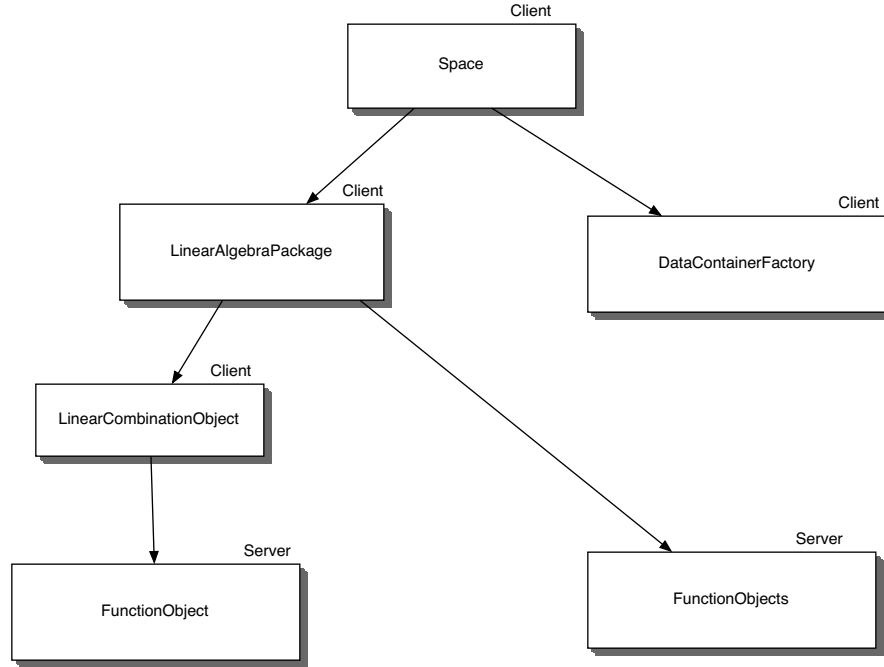 Client
Space
Client
LinearAlgebraPackage
Client
DataContainerFactory
Client
LinearCombinationObject
Server
FunctionObject
Server
FunctionObjects